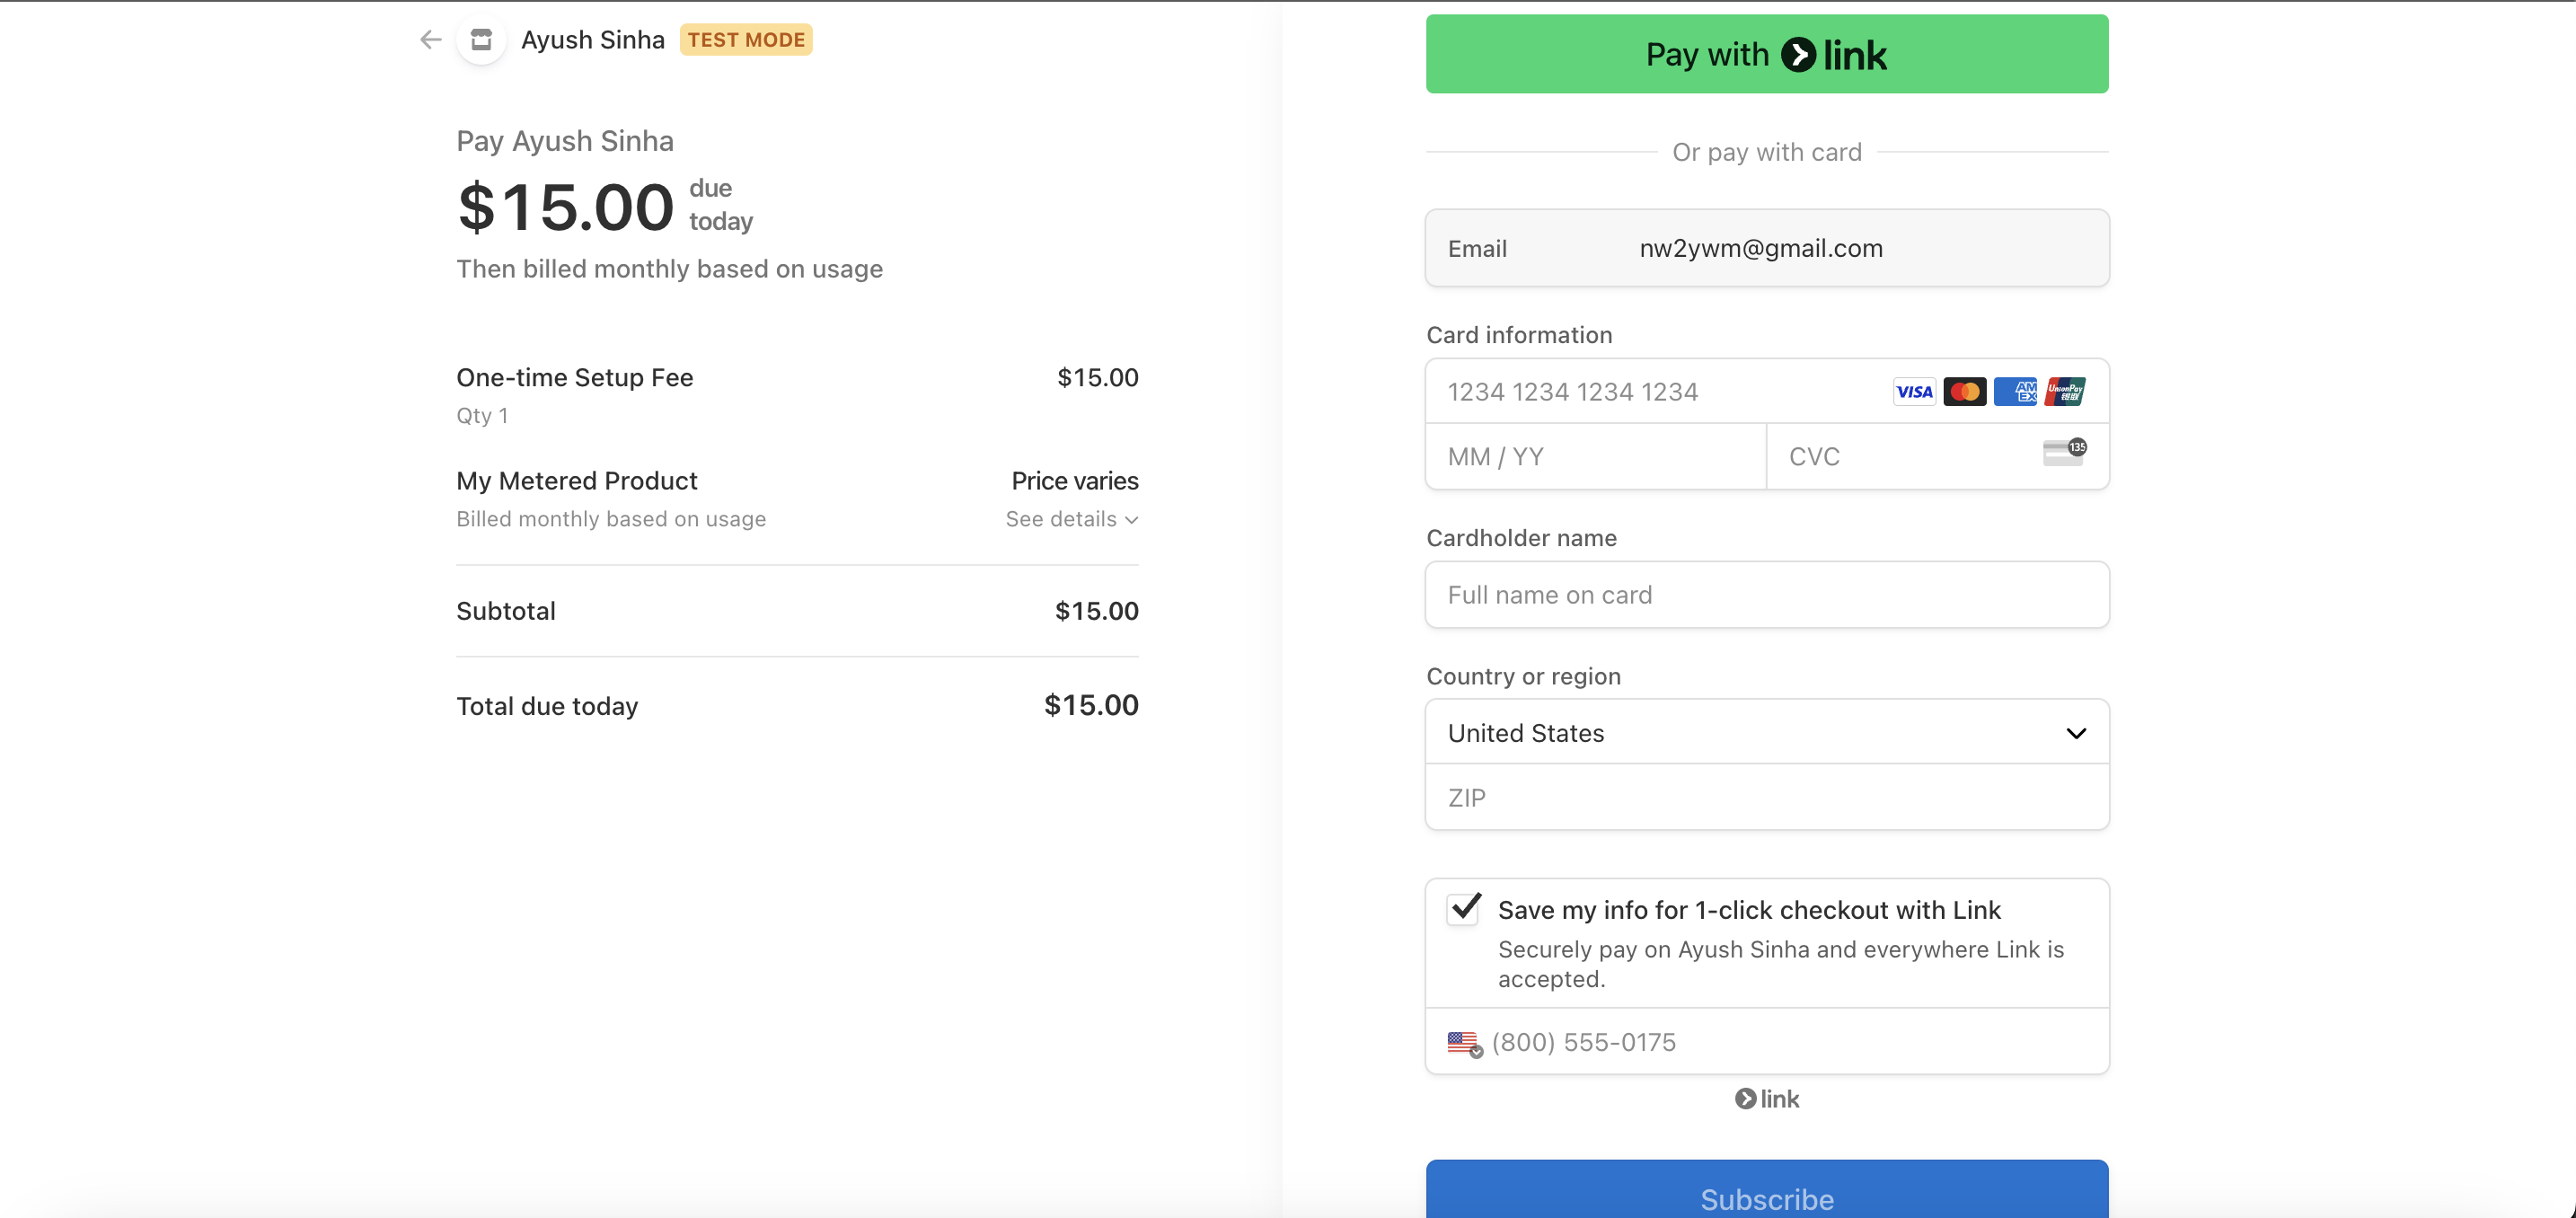 Ayush Sinha TEST MODE
Pay Ayush Sinha
$15.00 due today
Then billed monthly based on usage
One-time Setup Fee $15.00
Qty 1
My Metered Product Price varies
Billed monthly based on usage See details
Subtotal $15.00
Total due today $15.00
Pay with link
Or pay with card
Email nw2ywm@gmail.com
Card information
1234 1234 1234 1234 VISA AMEX UnionPay 银联
MM / YY CVC 135
Cardholder name
Full name on card
Country or region
United States
ZIP
Save my info for 1-click checkout with Link
Securely pay on Ayush Sinha and everywhere Link is
accepted.
(800) 555-0175
link
Subscribe